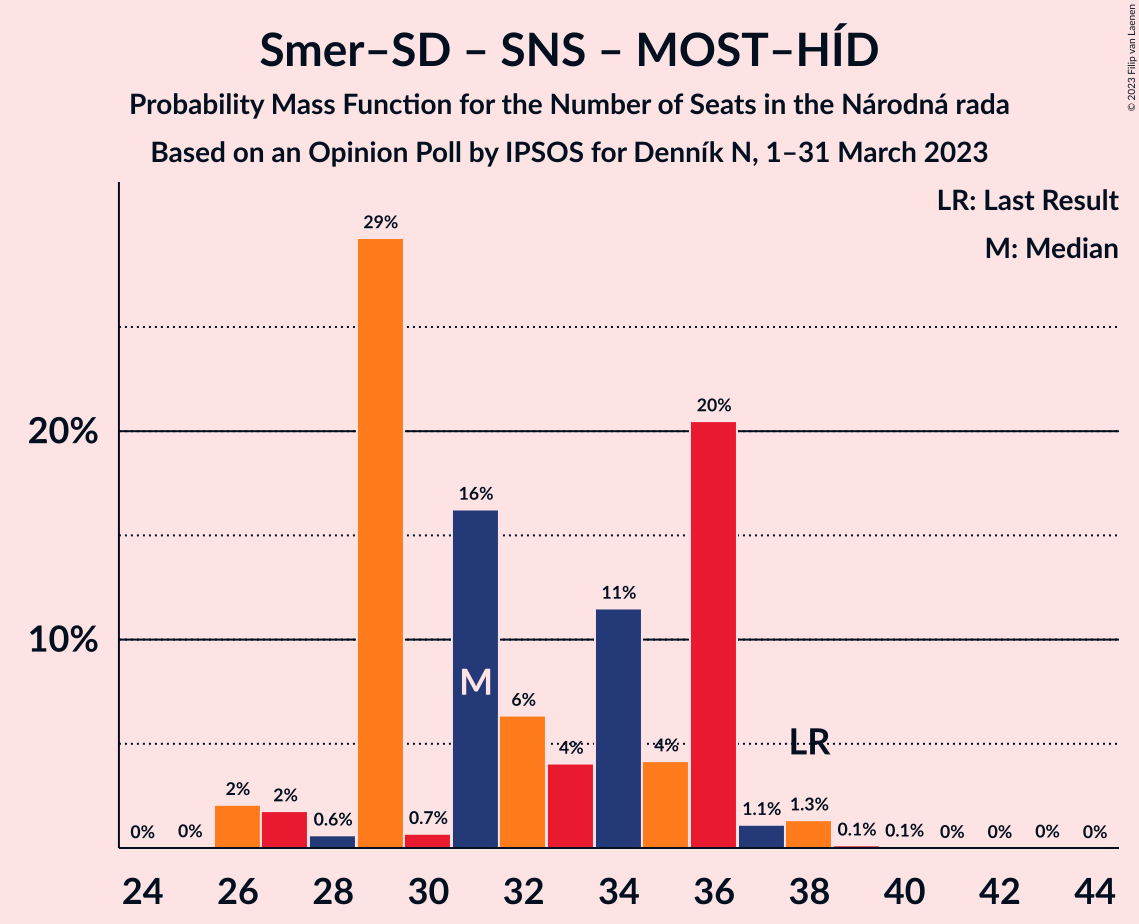 Smer–SD – SNS – MOST–HÍD
Probability Mass Function for the Number of Seats in the Národná rada
Based on an Opinion Poll by IPSOS for Denník N, 1–31 March 2023
© 2023 Filip van Laenen
LR: Last Result
M: Median
20%
10%
0%
0%
2%
2%
0.6%
29%
0.7%
16%
M
6%
4%
11%
4%
20%
1.1%
LR
1.3%
0.1%
0.1%
0%
0%
0%
0%
24 26 28 30 32 34 36 38 40 42 44